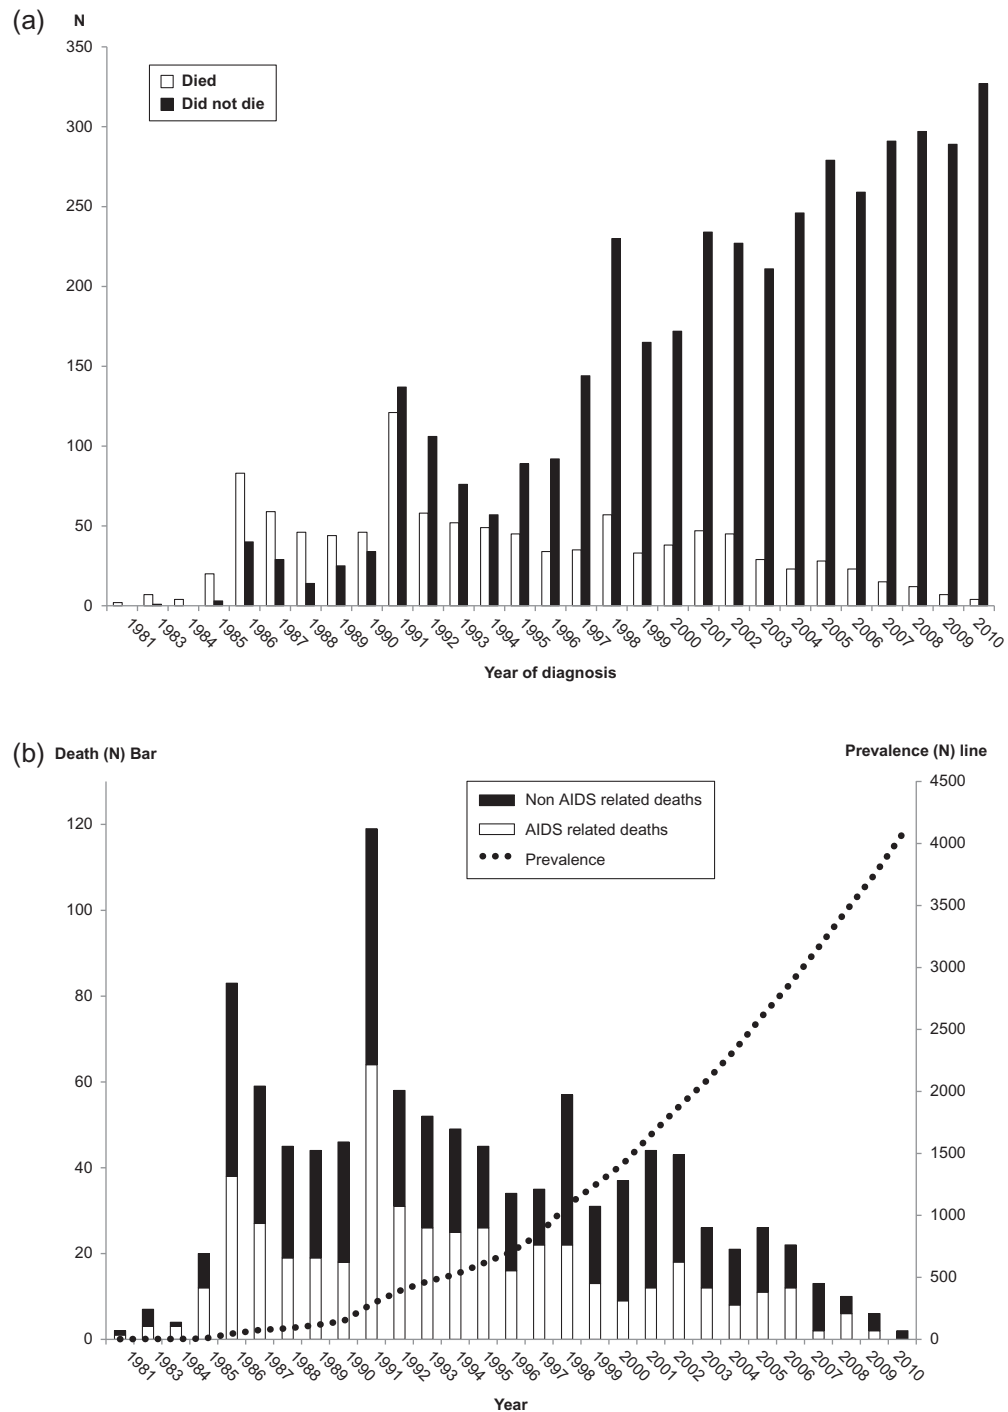 (a)
N
350
Died
Did not die
300
250
200
150
100
50
0
1981 1983 1984 1985 1986 1987 1988 1989 1990 1991 1992 1993 1994 1995 1996 1997 1998 1999 2000 2001 2002 2003 2004 2005 2006 2007 2008 2009 2010
Year of diagnosis
(b) Death (N) Bar Prevalence (N) line
4500
Non AIDS related deaths
120 AIDS related deaths
Prevalence 4000
100 3500
80 3000
2500
60 2000
40 1500
1000
20
500
0 0
1981 1983 1984 1985 1986 1987 1988 1989 1990 1991 1992 1993 1994 1995 1996 1997 1998 1999 2000 2001 2002 2003 2004 2005 2006 2007 2008 2009 2010
Year